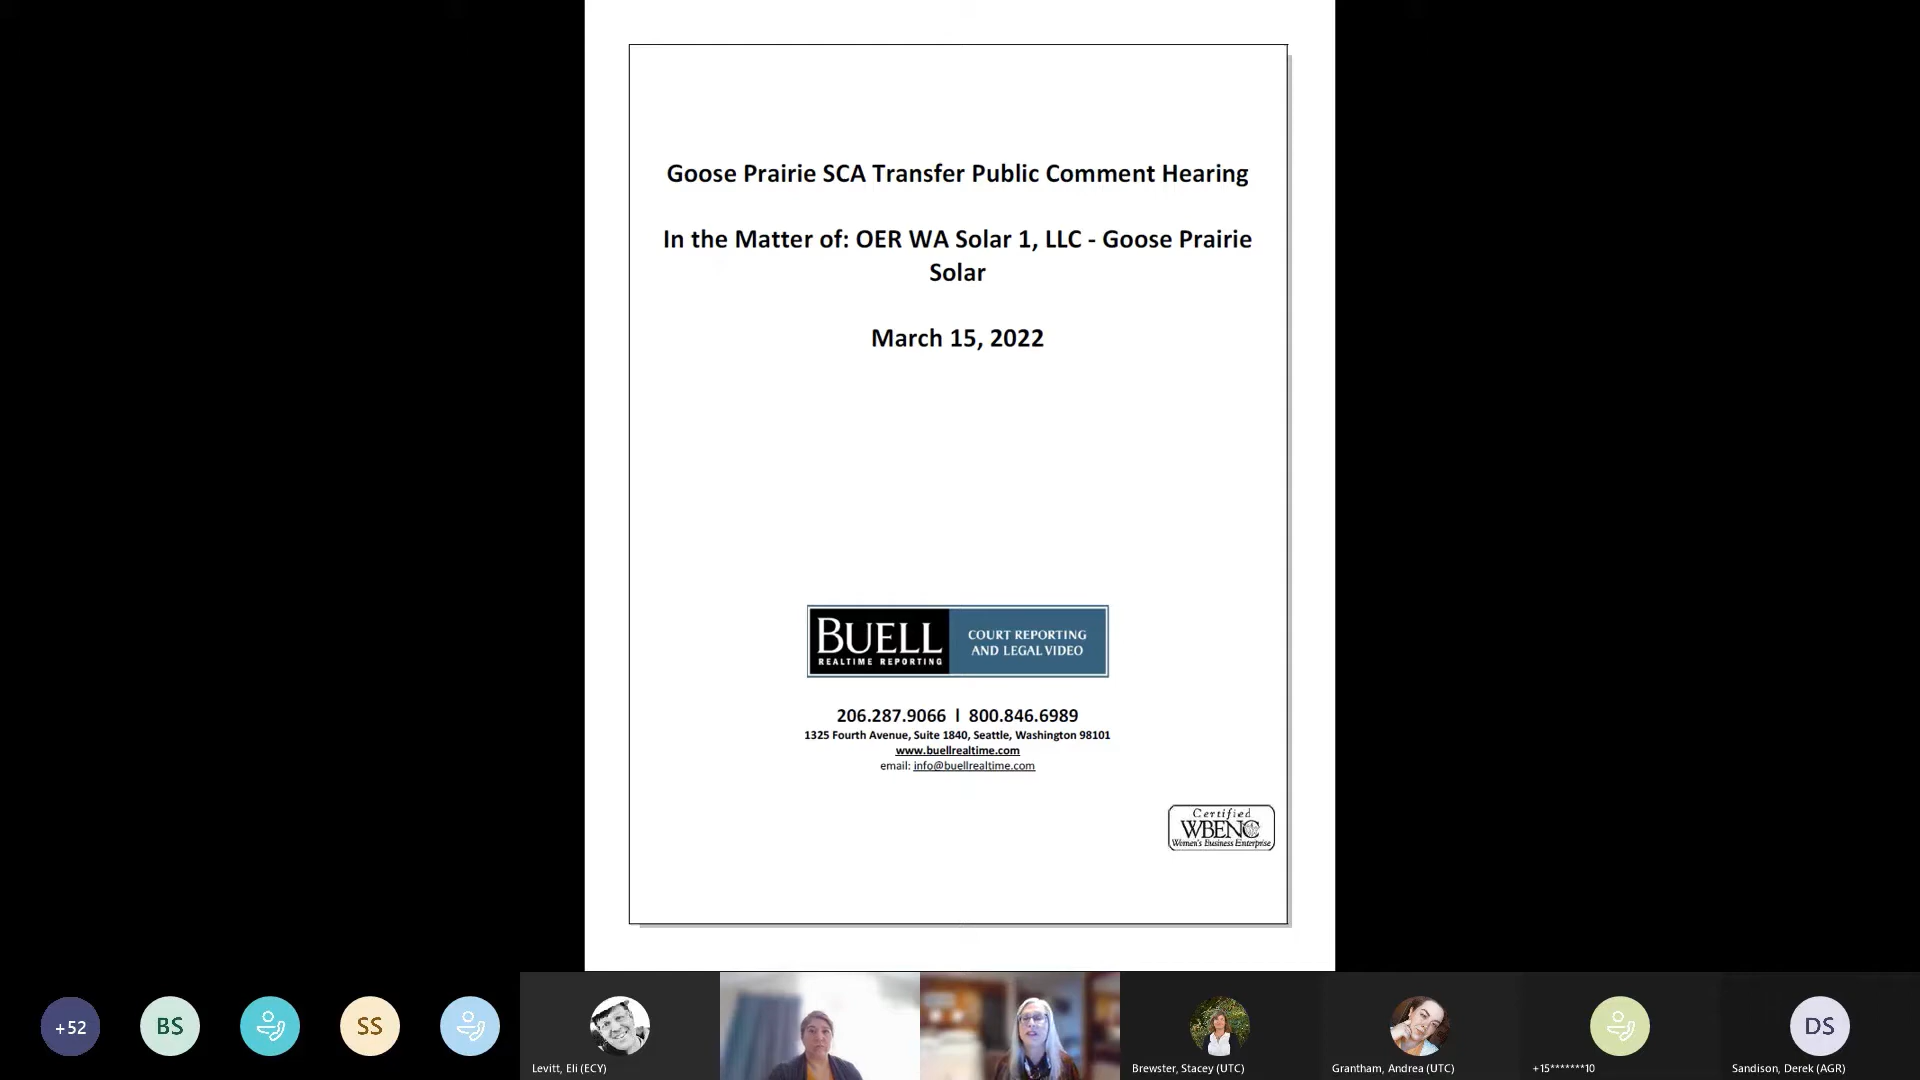 Goose Prairie SCA Transfer Public Comment Hearing
In the Matter of: OER WA Solar 1, LLC - Goose Prairie
Solar
March 15, 2022
BUELL
REALTIME REPORTING
COURT REPORTING
AND LEGAL VIDEO
206.287.9066 l 800.846.6989
1325 Fourth Avenue, Suite 1840, Seattle, Washington 98101
www.buellrealtime.com
email: info@buellrealtime.com
Certified
WBENC
Women's Business Enterprise
+52
BS
SS
DS
Levitt, Eli (ECY)
Brewster, Stacey (UTC)
Grantham, Andrea (UTC)
+15*******10
Sandison, Derek (AGR)